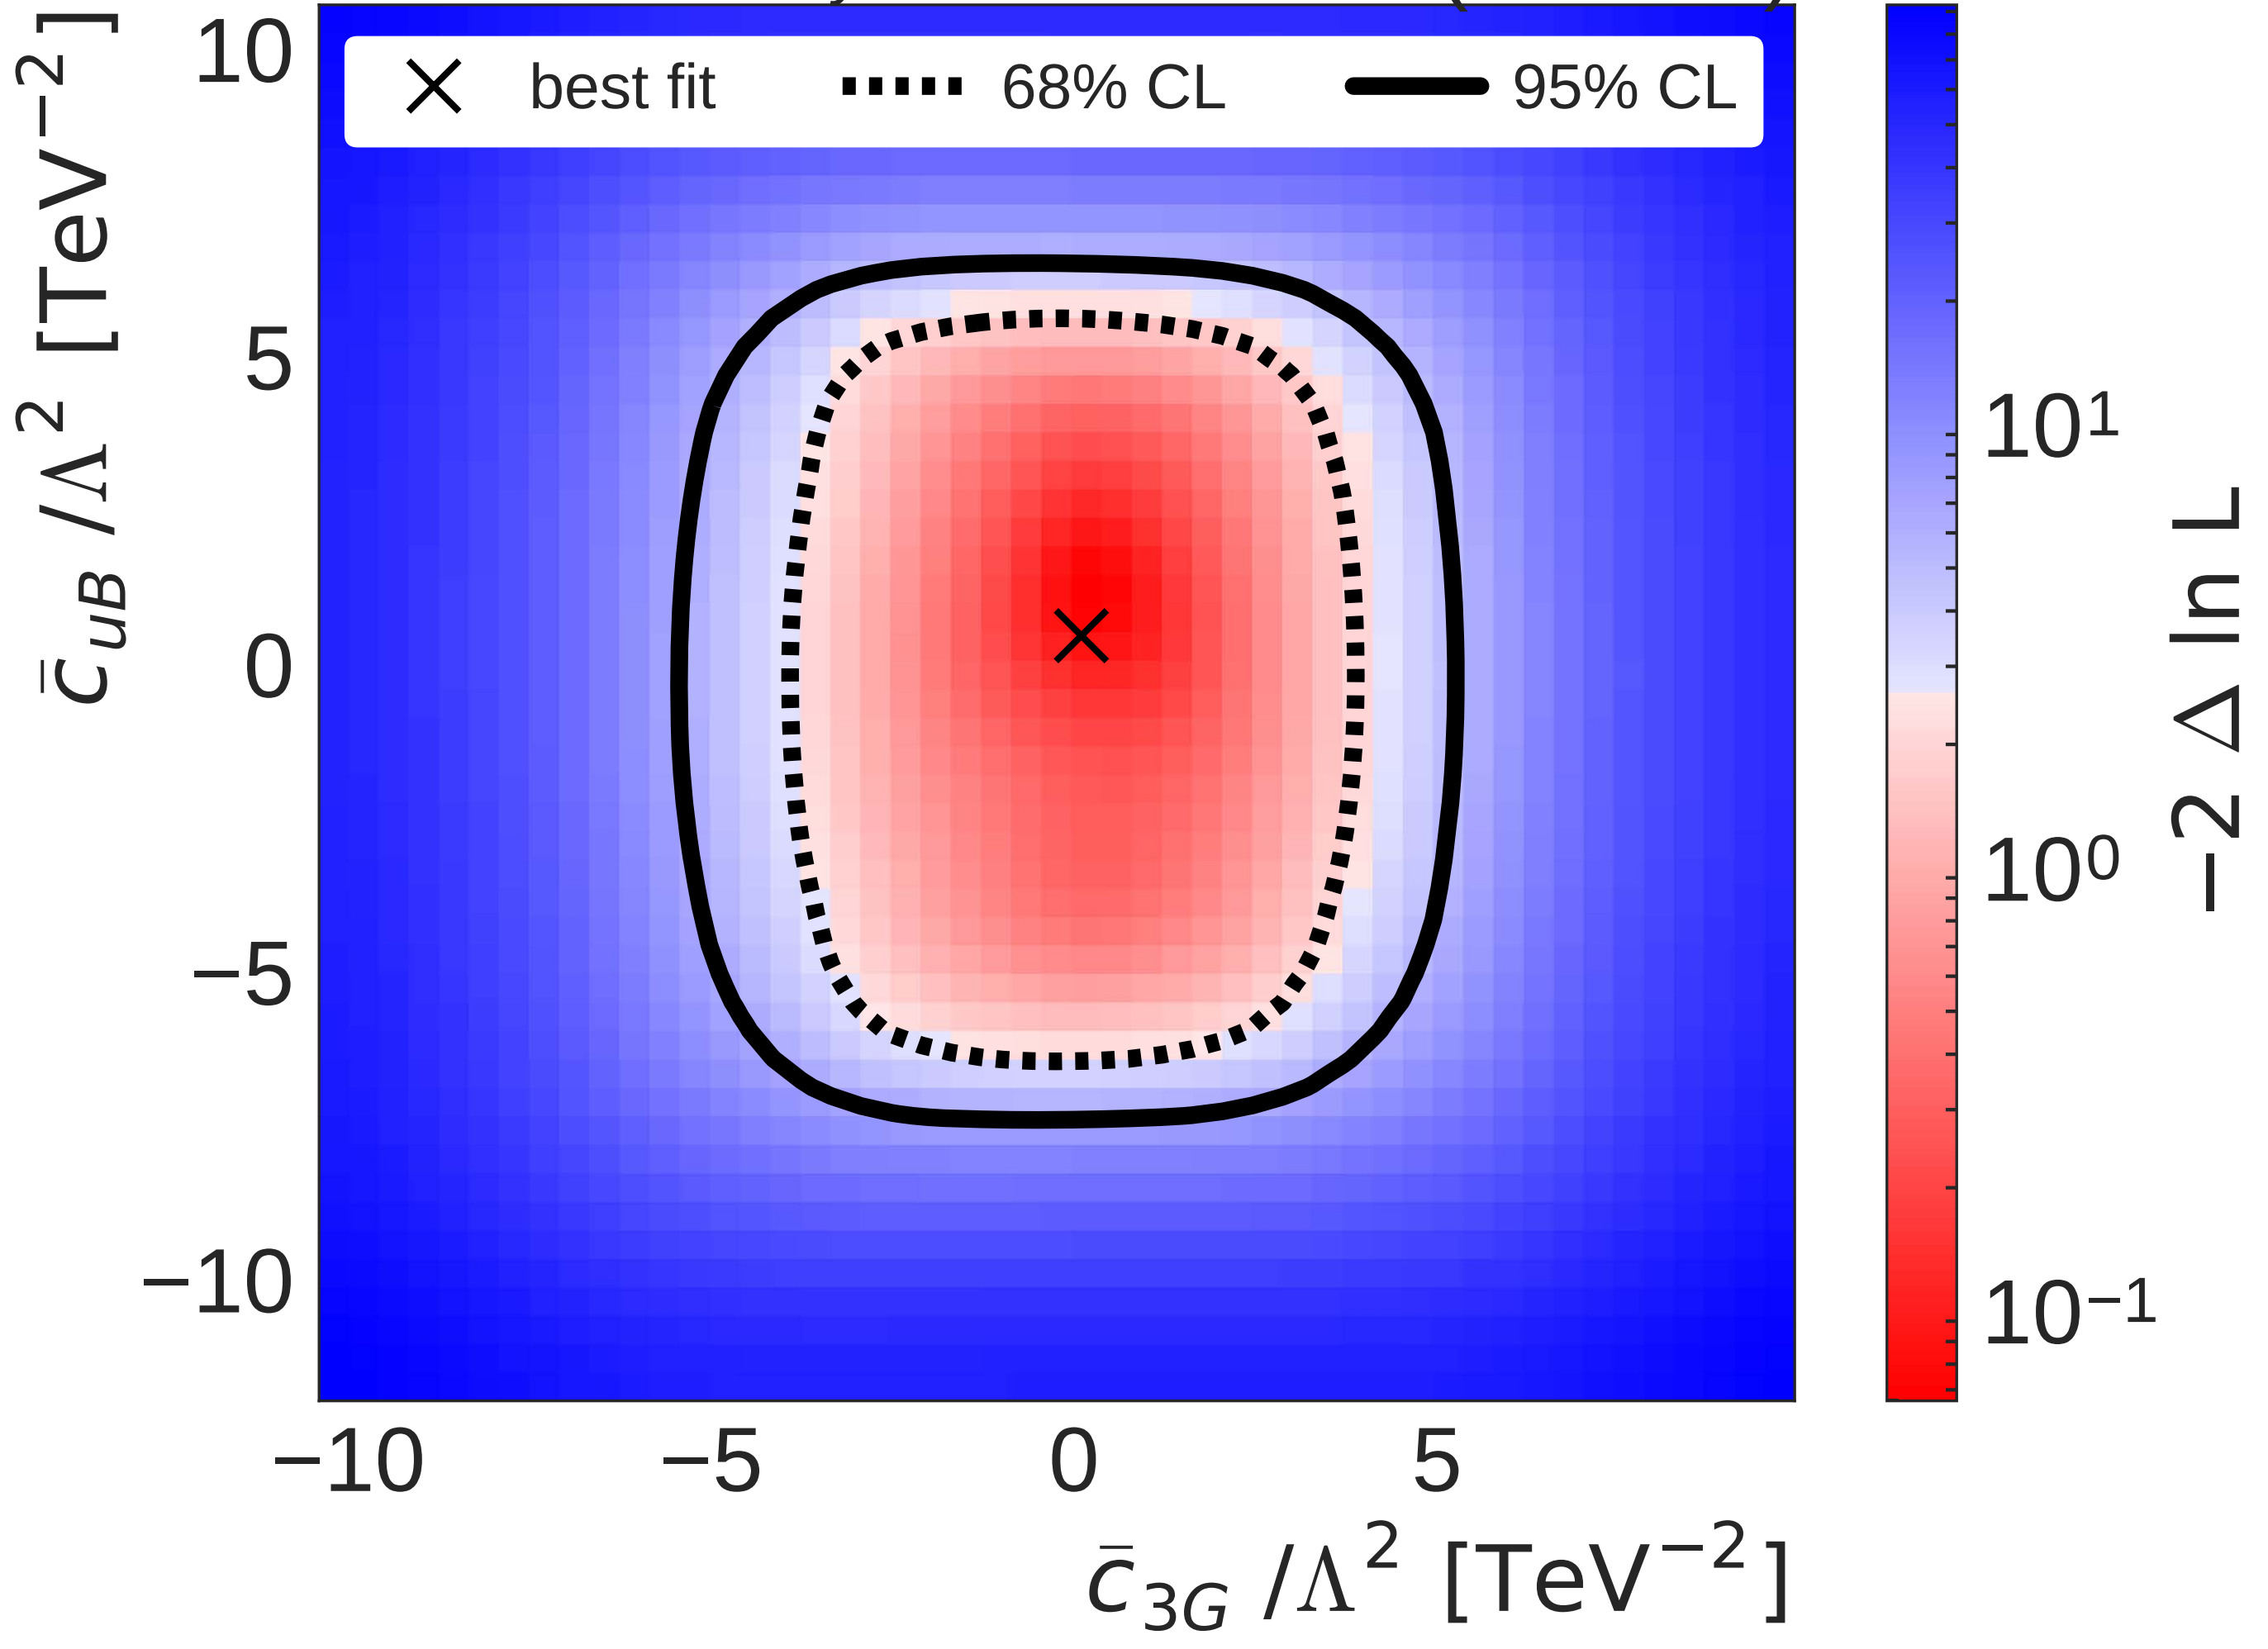 best fit 68% CL 95% CL
c̄uB /Λ² [TeV⁻²]
10
5
0
−5
−10
−10 −5 0 5
c̄3G /Λ² [TeV⁻²]
10¹
10⁰
10⁻¹
−2 Δ ln L